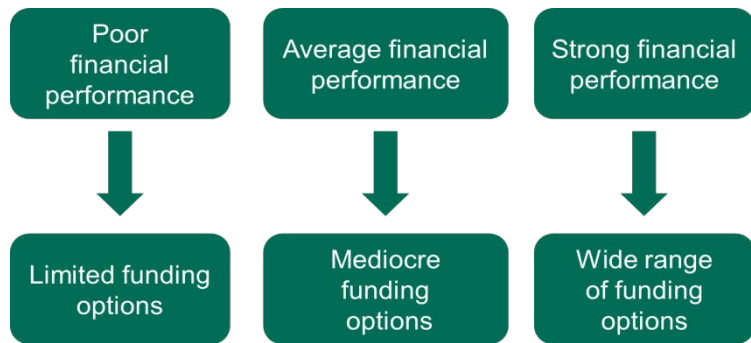 Poor
financial
performance
Average financial
performance
Strong financial
performance
Limited funding
options
Mediocre
funding
options
Wide range
of funding
options